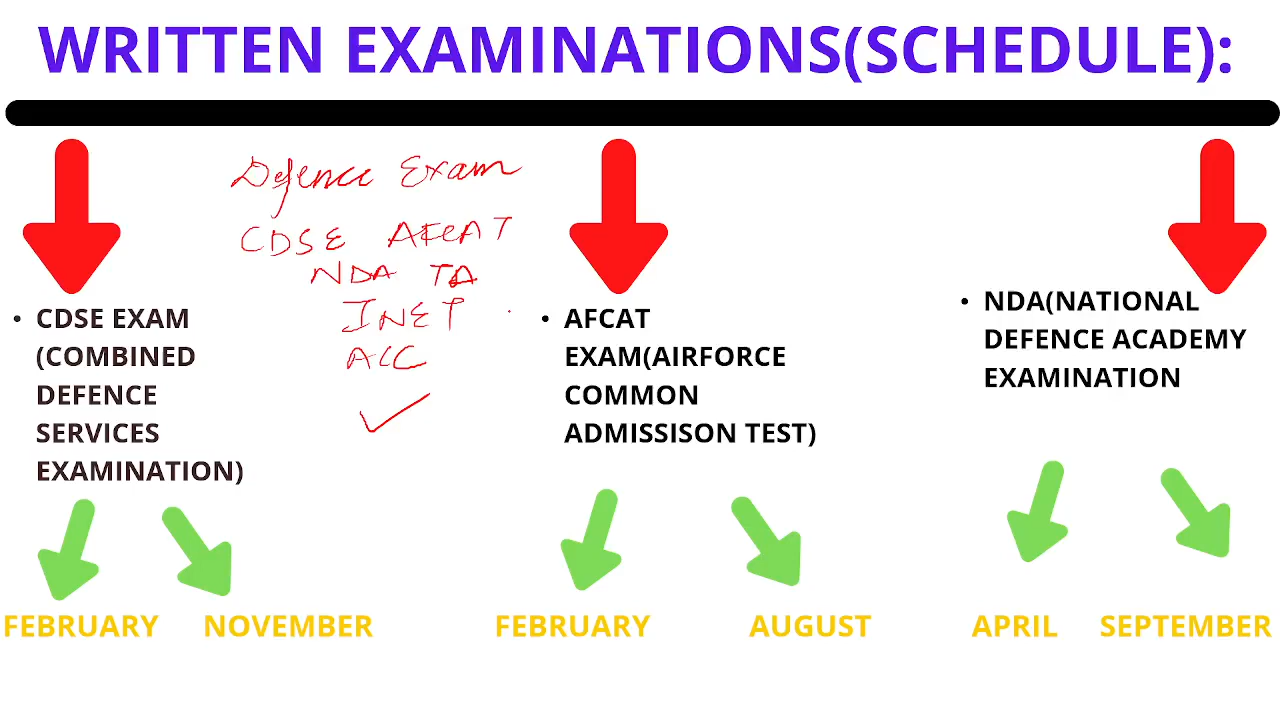 WRITTEN EXAMINATIONS(SCHEDULE):
Defence Exam
CDSE AFCAT
NDA TA
INET
ACC
• CDSE EXAM
(COMBINED
DEFENCE
SERVICES
EXAMINATION)
• AFCAT
EXAM(AIRFORCE
COMMON
ADMISSISON TEST)
• NDA(NATIONAL
DEFENCE ACADEMY
EXAMINATION
FEBRUARY NOVEMBER
FEBRUARY AUGUST
APRIL SEPTEMBER